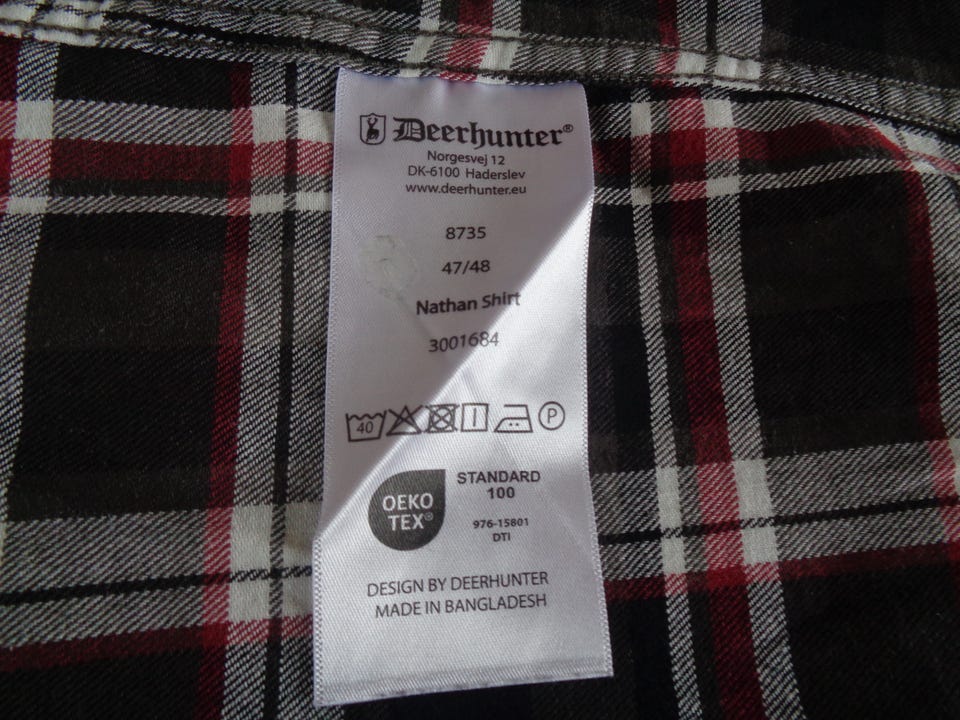 Deerhunter®
Norgesvej 12
DK-6100 Haderslev
www.deerhunter.eu
8735
47/48
Nathan Shirt
3001684
40 P
OEKO
TEX®
STANDARD
100
976-15801
DTI
DESIGN BY DEERHUNTER
MADE IN BANGLADESH